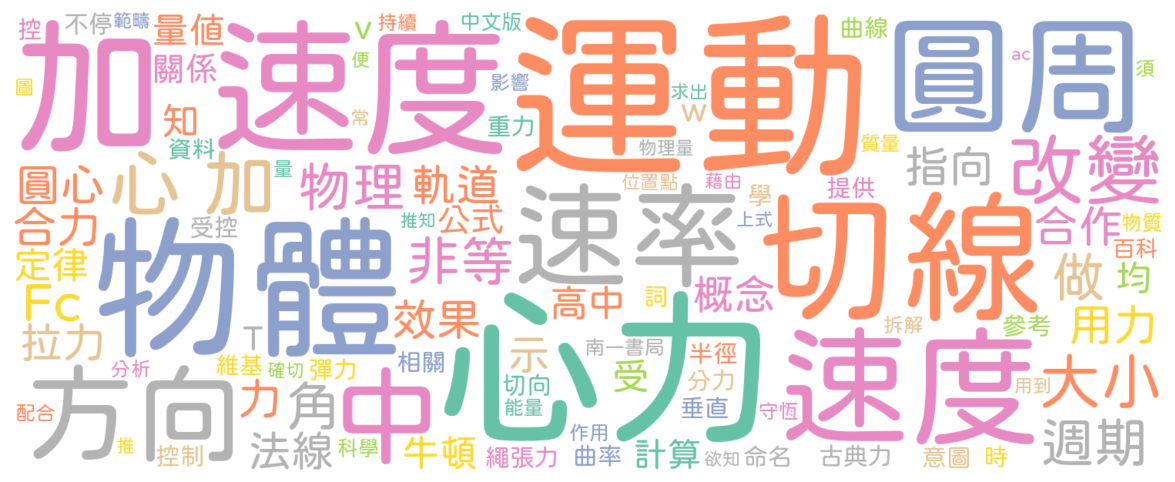 控
不停
範疇
量值
V
持續
中文版
曲線
加速度
運動
圓周
ac
須
圖
關係
便
影響
求出
W
知
常
重力
物理量
質量
資料
指向
改變
圓心
心
加
量
物理
軌道
位置點
藉由
學
提供
合力
受控
推知
公式
速率
上式
切線
合作
物質
百科
定律
物體
非等
Fc
效果
高中
詞
概念
做
均
拉力
T
心力
示
南一書局
半徑
拆解
參考
用力
分析
維基
確切
彈力
相關
切向
受
分力
速度
用到
大小
方向
中
力
角
能量
垂直
守恆
配合
推
控制
法線
科學
牛頓
繩張力
作用
曲率
計算
欲知
命名
古典力
意圖
時
週期